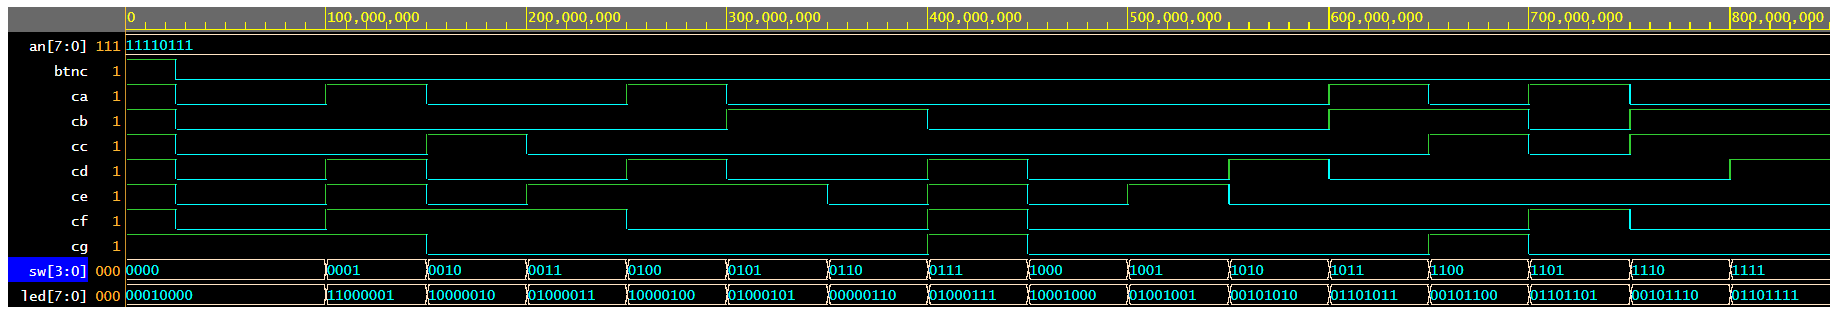 0 100,000,000 200,000,000 300,000,000 400,000,000 500,000,000 600,000,000 700,000,000 800,000,000
an[7:0] 111 11110111
btnc 1
ca 1
cb 1
cc 1
cd 1
ce 1
cf 1
cg 1
sw[3:0] 000 0000 0001 0010 0011 0100 0101 0110 0111 1000 1001 1010 1011 1100 1101 1110 1111
led[7:0] 000 00010000 11000001 10000010 01000011 10000100 01000101 00000110 01000111 10001000 01001001 00101010 01101011 00101100 01101101 00101110 01101111